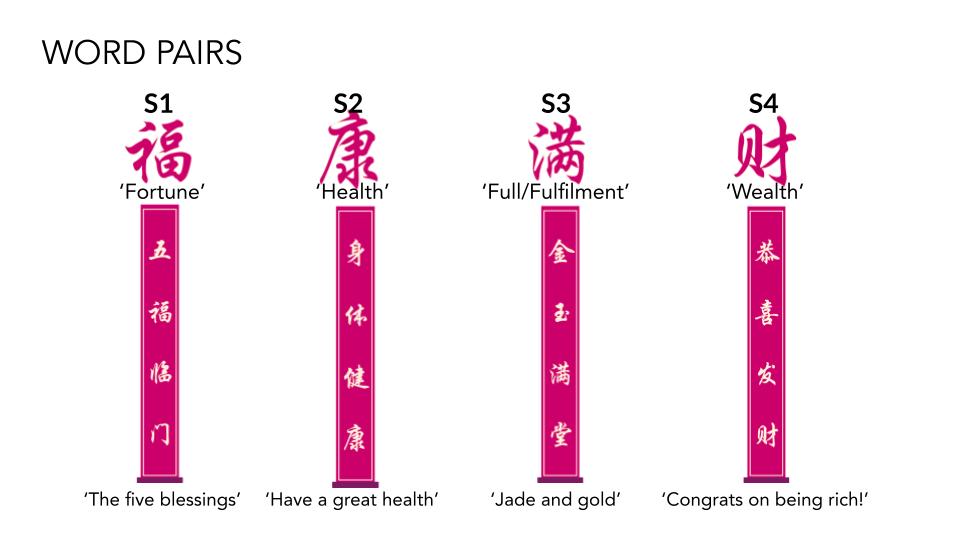 WORD PAIRS
S1
福
‘Fortune’
五福临门
‘The five blessings’
S2
康
‘Health’
身体健康
‘Have a great health’
S3
满
‘Full/Fulfilment’
金玉满堂
‘Jade and gold’
S4
财
‘Wealth’
恭喜发财
‘Congrats on being rich!’